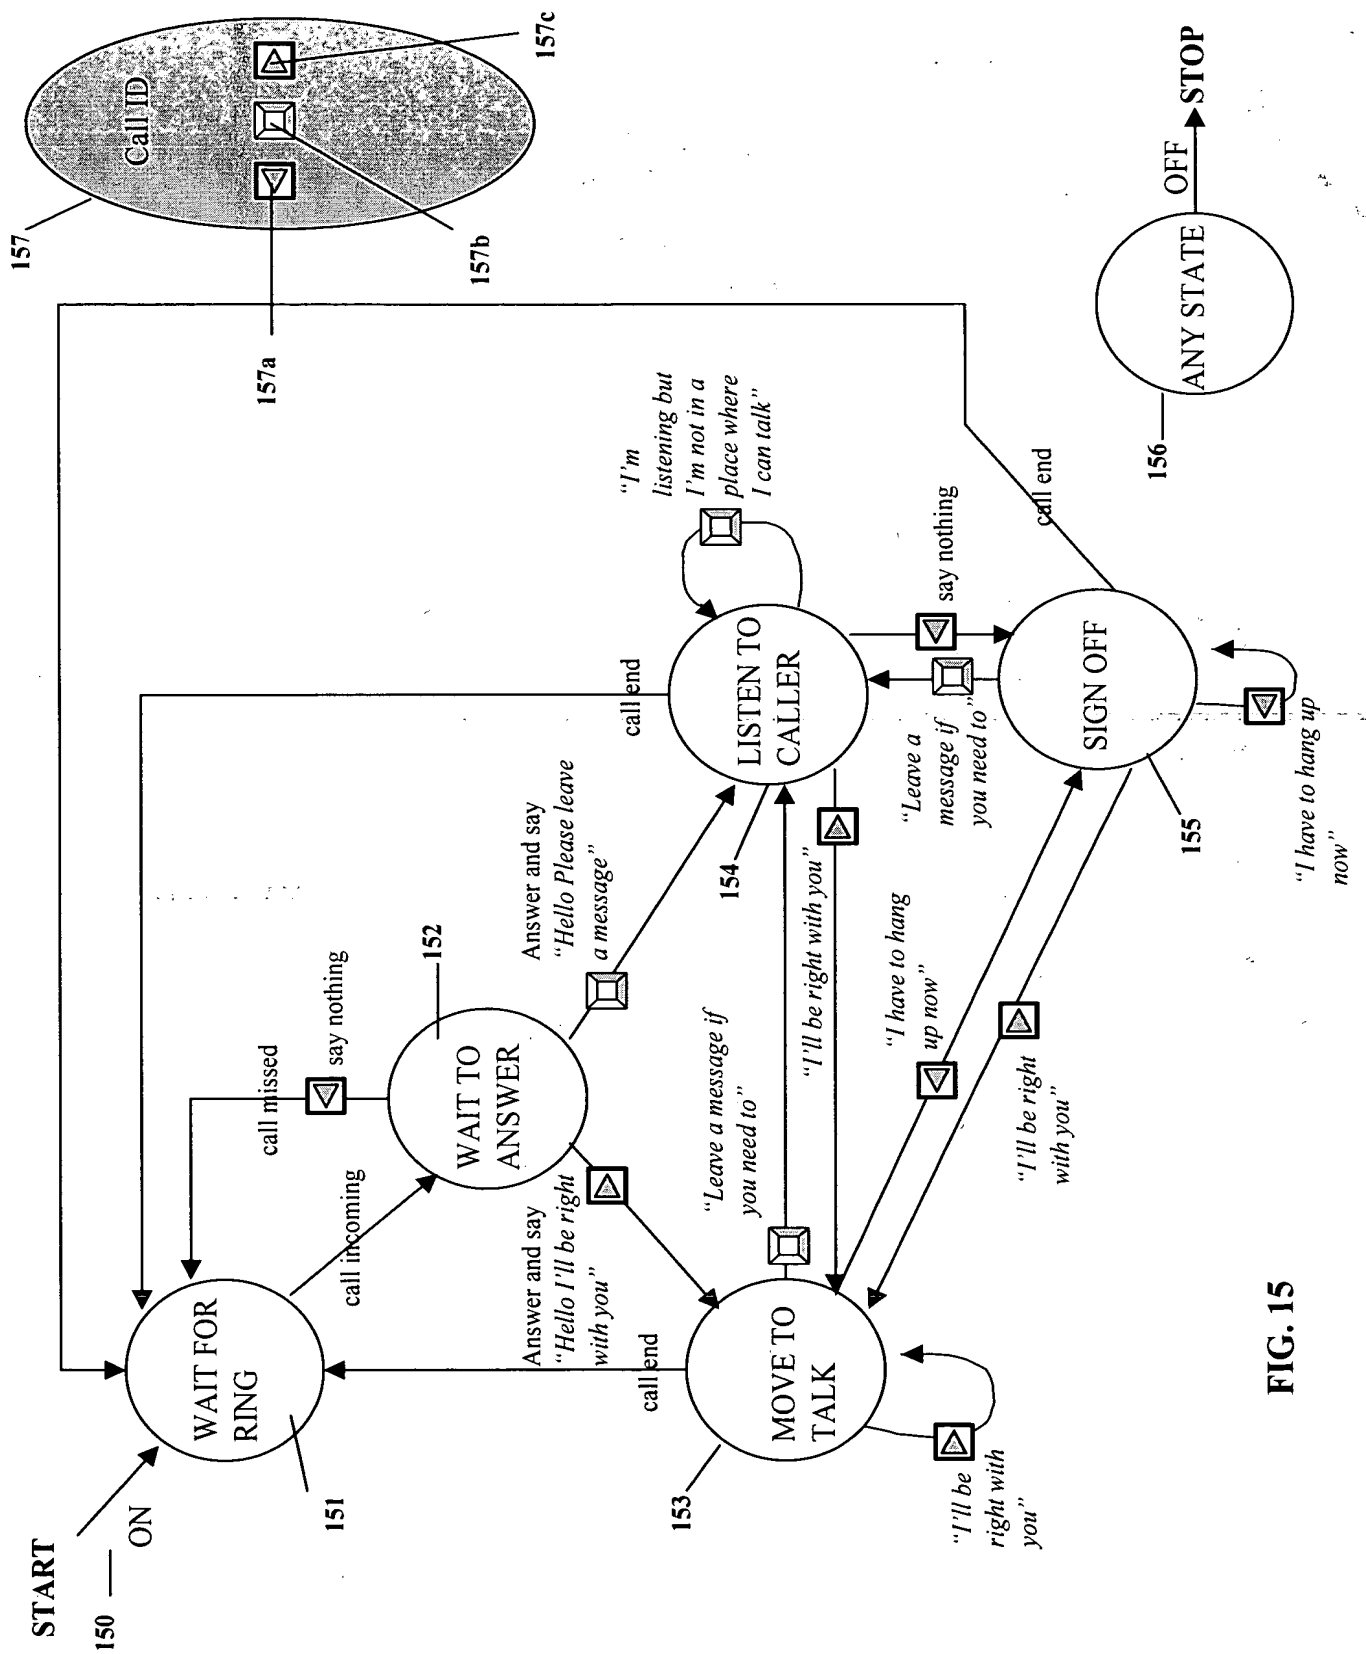 START
150
ON
WAIT FOR
RING
151
call incoming
call missed
say nothing
WAIT TO
ANSWER
152
Answer and say
"Hello I'll be right
with you"
Answer and say
"Hello Please leave
a message"
call end
call end
MOVE TO
TALK
153
"I'll be
right with
you"
"Leave a message if
you need to"
"I'll be right with you"
LISTEN TO
CALLER
154
"I'm
listening but
I'm not in a
place where
I can talk"
say nothing
"Leave a
message if
you need to"
"I have to hang
up now"
"I'll be right
with you"
SIGN OFF
155
"I have to hang up
now"
call end
157
Call ID
157a
157b
157c
156
ANY STATE
OFF
STOP
FIG. 15